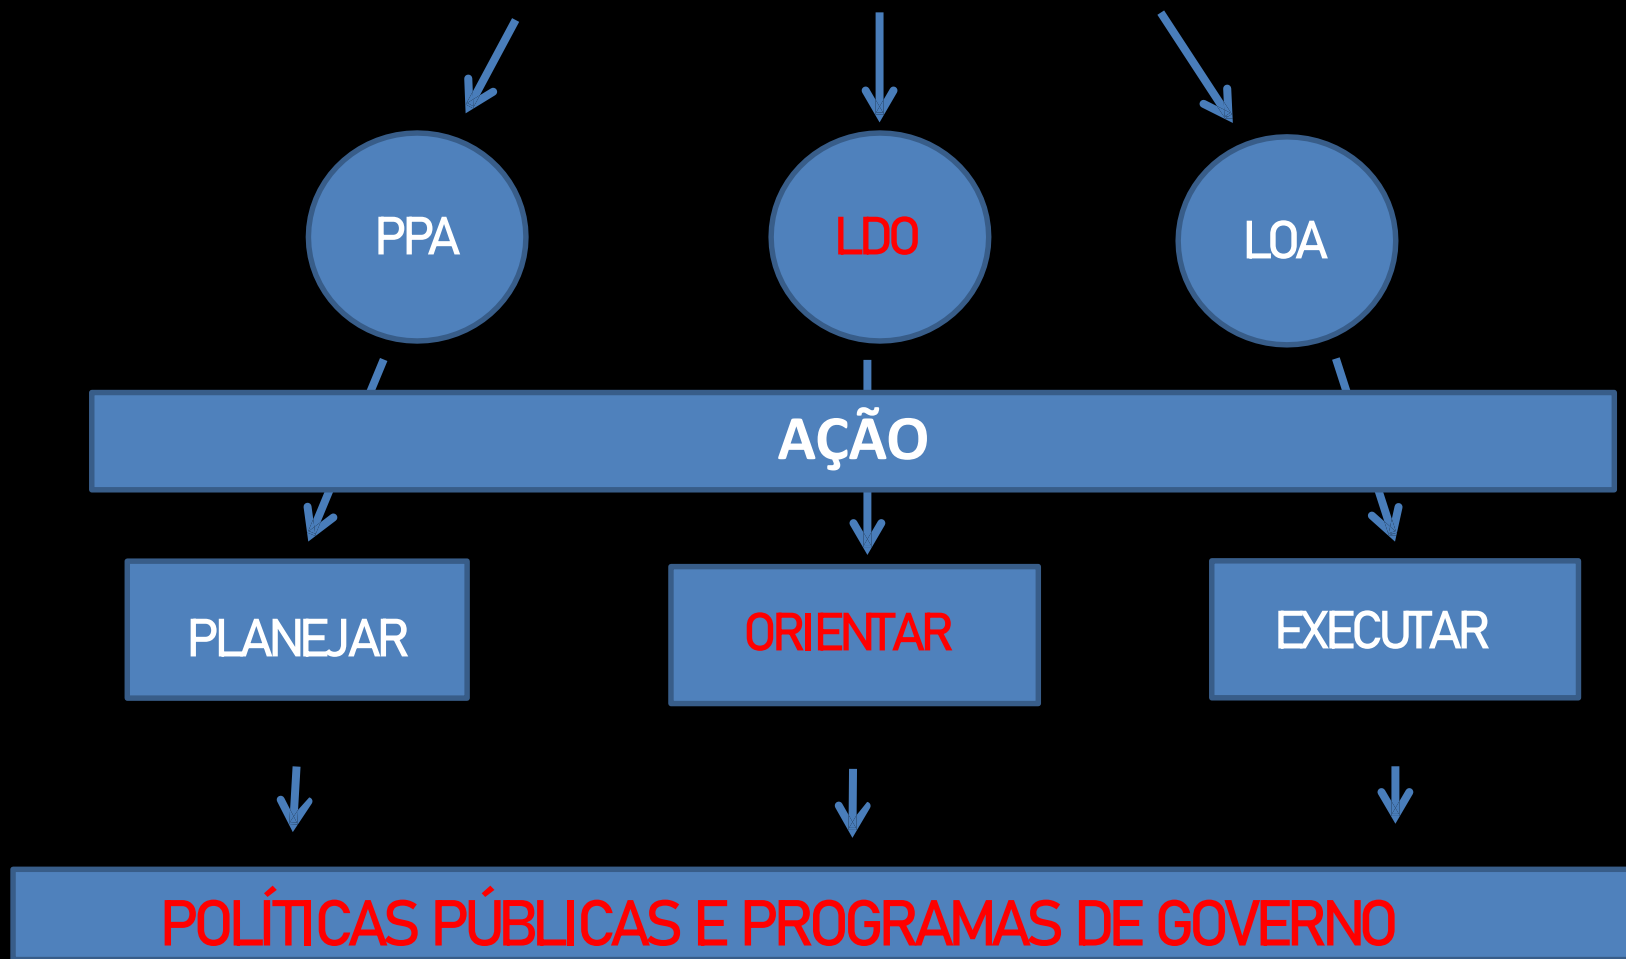 PPA
LDO
LOA
AÇÃO
PLANEJAR
ORIENTAR
EXECUTAR
POLÍTICAS PÚBLICAS E PROGRAMAS DE GOVERNO